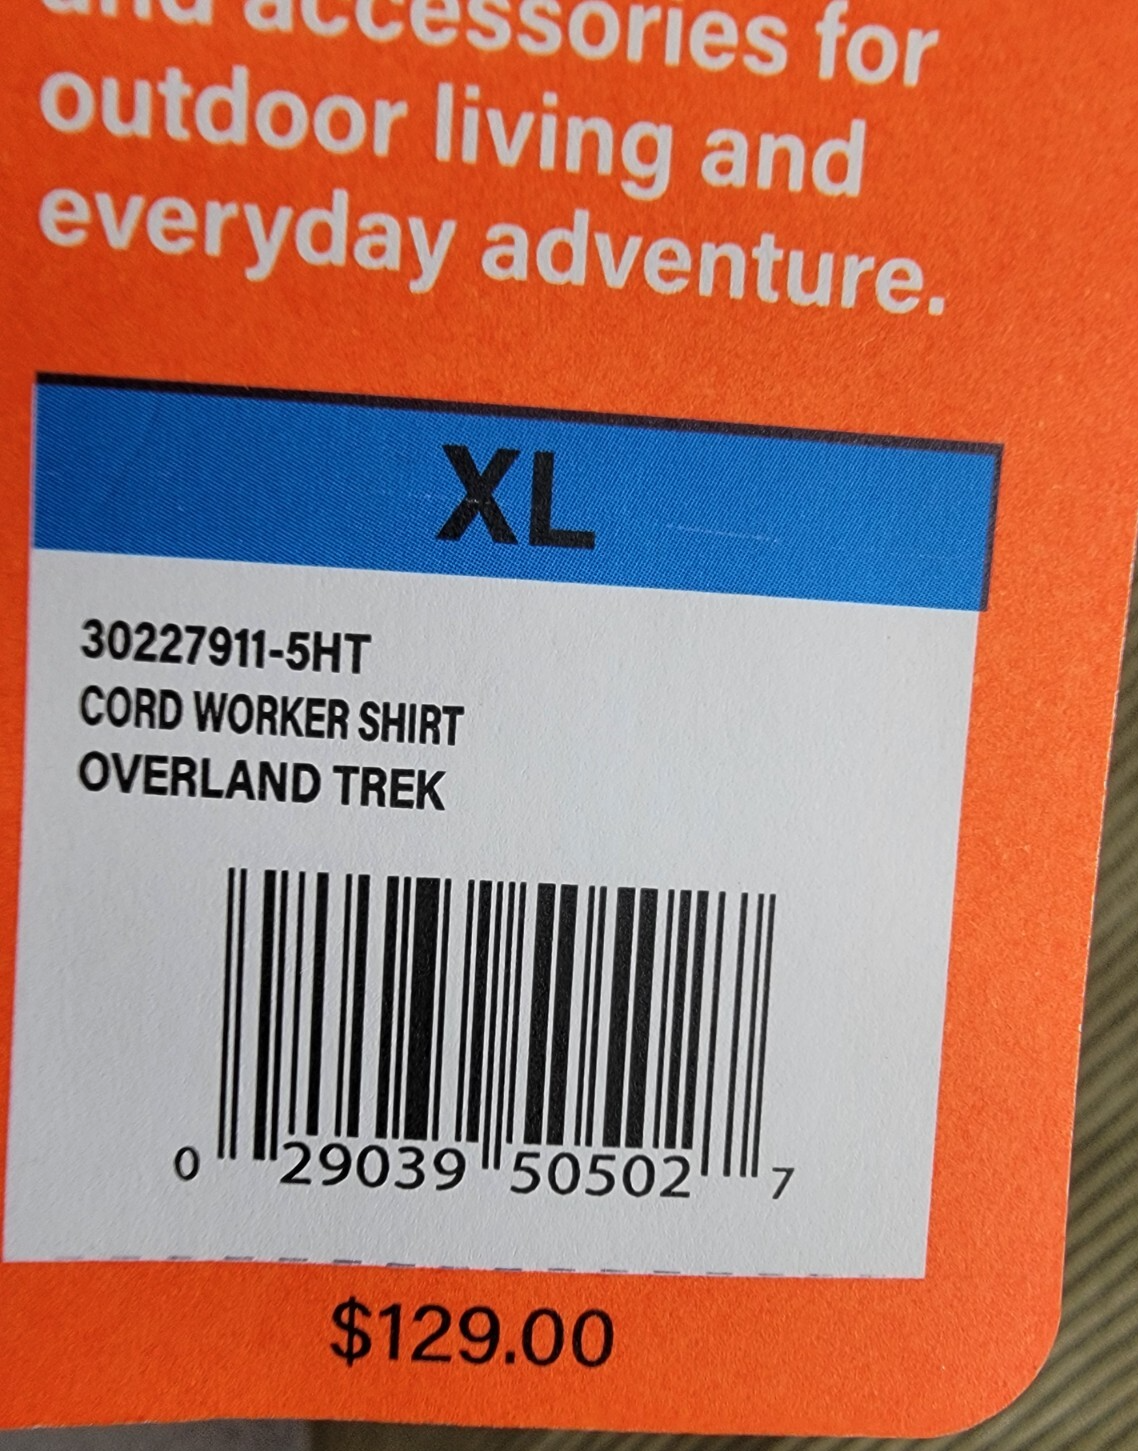 and accessories for
outdoor living and
everyday adventure.
XL
30227911-5HT
CORD WORKER SHIRT
OVERLAND TREK
0 29039 50502 7
$129.00